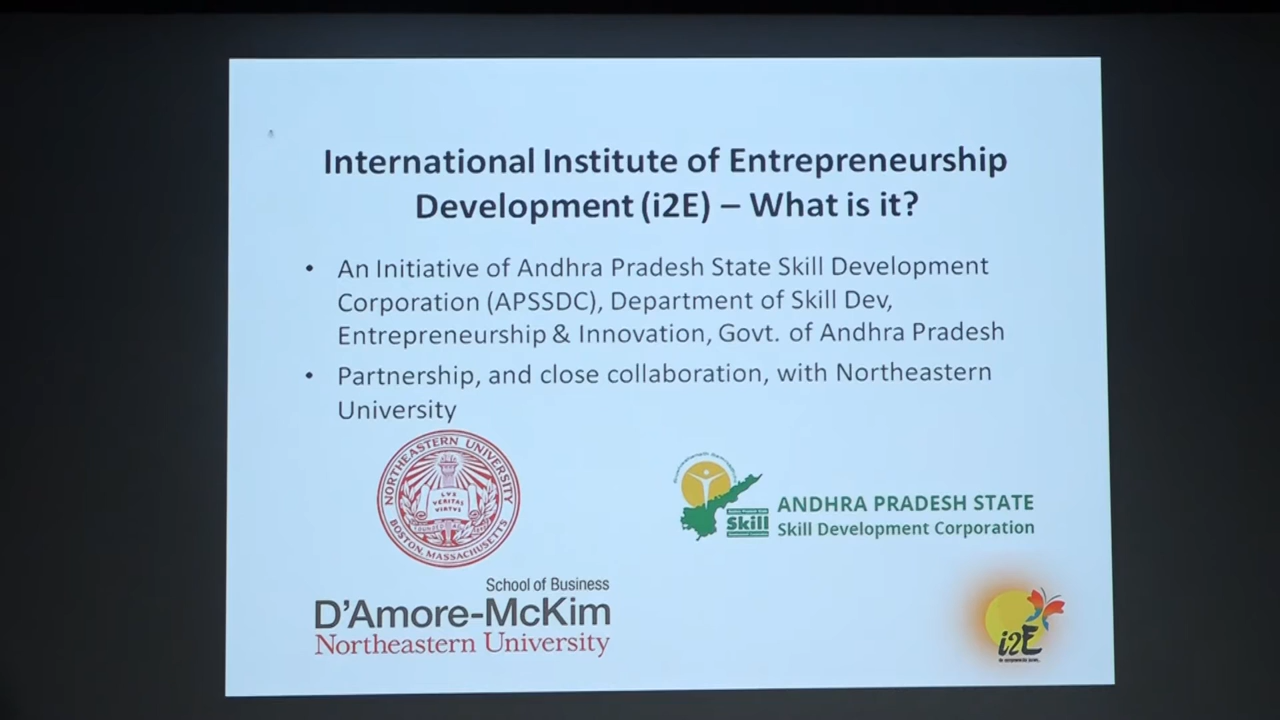 International Institute of Entrepreneurship
Development (i2E) – What is it?
• An Initiative of Andhra Pradesh State Skill Development
Corporation (APSSDC), Department of Skill Dev,
Entrepreneurship & Innovation, Govt. of Andhra Pradesh
• Partnership, and close collaboration, with Northeastern
University
NORTHEASTERN UNIVERSITY
LVX
VERITAS
VIRTVS
BOSTON, MASSACHUSETTS
School of Business
D'Amore-McKim
Northeastern University
Skill
ANDHRA PRADESH STATE
Skill Development Corporation
i2E